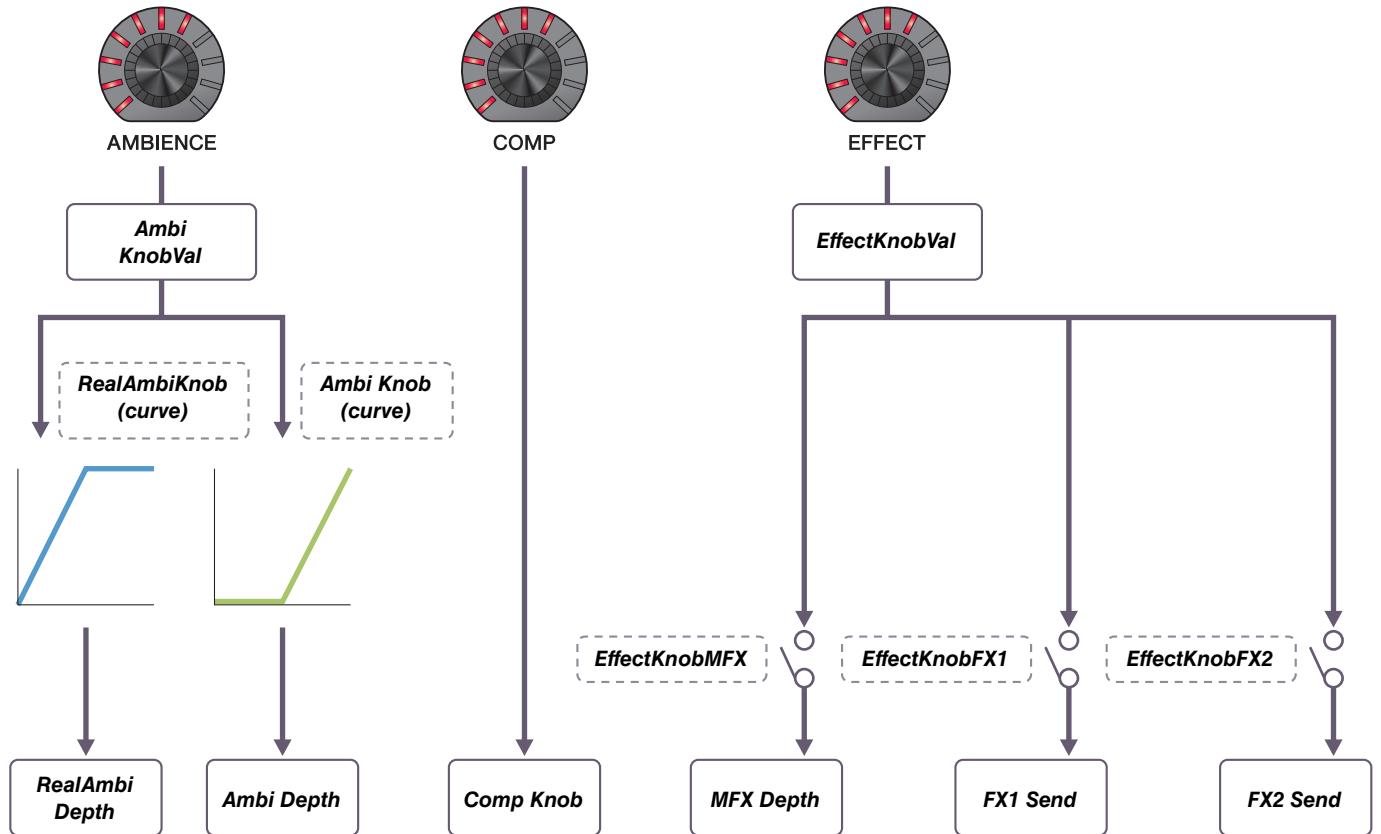 AMBIENCE
COMP
EFFECT
Ambi
KnobVal
EffectKnobVal
RealAmbiKnob
(curve)
Ambi Knob
(curve)
EffectKnobMFX
EffectKnobFX1
EffectKnobFX2
RealAmbi
Depth
Ambi Depth
Comp Knob
MFX Depth
FX1 Send
FX2 Send